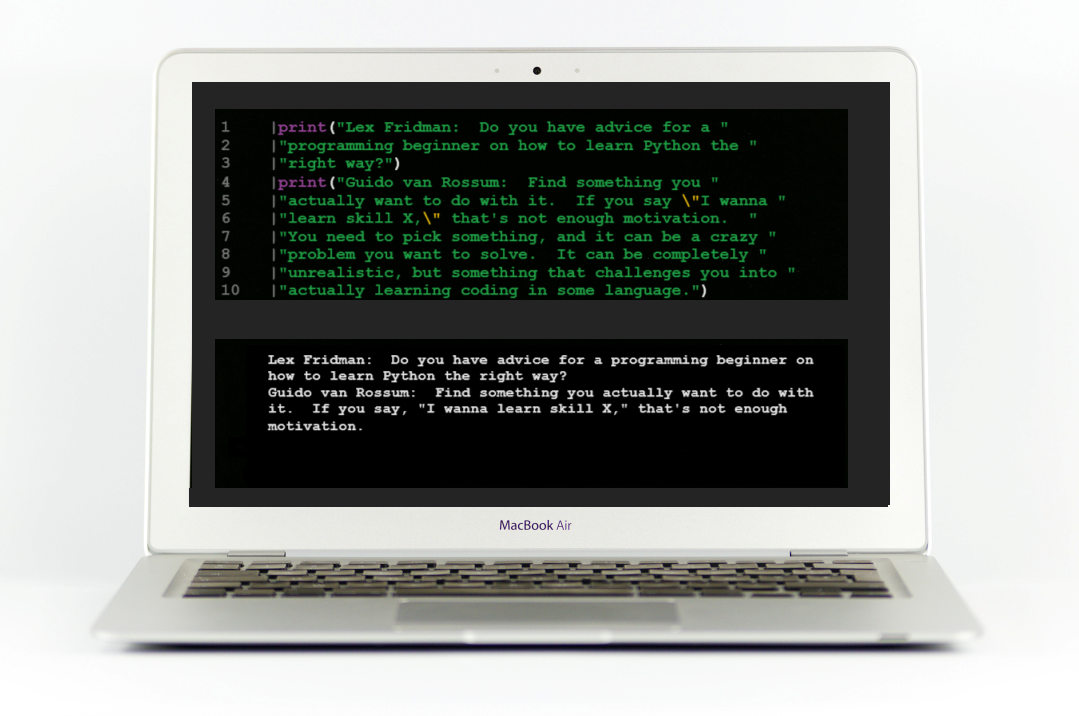 1 |print("Lex Fridman:  Do you have advice for a "
2 |"programming beginner on how to learn Python the "
3 |"right way?")
4 |print("Guido van Rossum:  Find something you "
5 |"actually want to do with it.  If you say \"I wanna "
6 |"learn skill X,\" that's not enough motivation.  "
7 |"You need to pick something, and it can be a crazy "
8 |"problem you want to solve.  It can be completely "
9 |"unrealistic, but something that challenges you into "
10 |"actually learning coding in some language.")
Lex Fridman:  Do you have advice for a programming beginner on
how to learn Python the right way?
Guido van Rossum:  Find something you actually want to do with
it.  If you say, "I wanna learn skill X," that's not enough
motivation.
MacBook Air